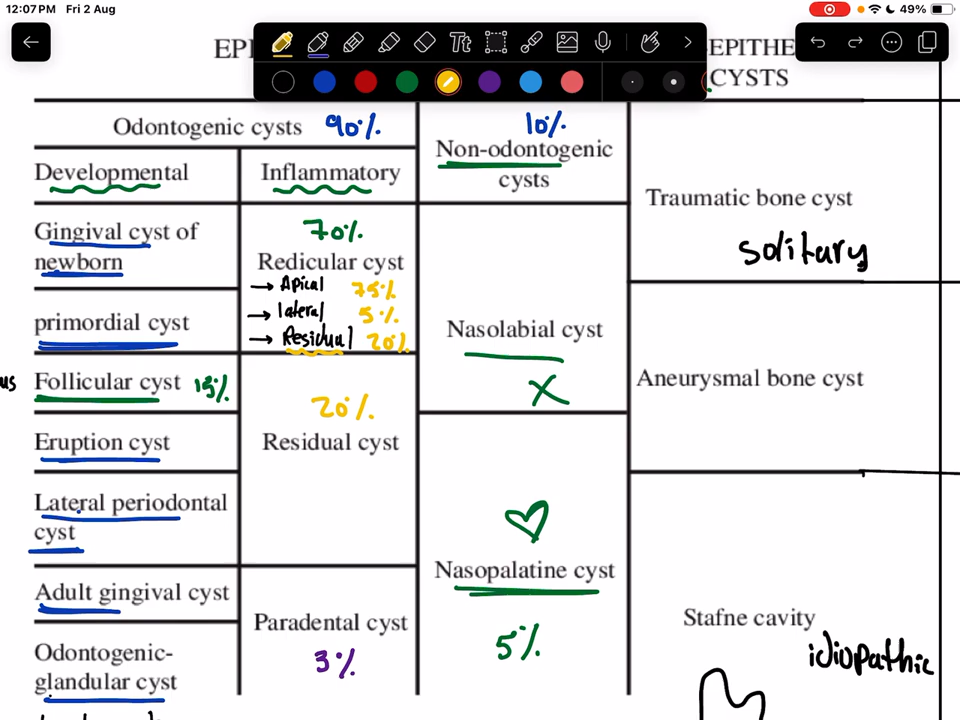 12:07PM Fri 2 Aug
49%
Tt
EPI
EPITHE
CYSTS
Odontogenic cysts 90%
10%
Non-odontogenic
cysts
Developmental
Inflammatory
Traumatic bone cyst
solitary
Gingival cyst of
newborn
70%
Redicular cyst
→ Apical 75%
→ lateral 5%
→ Residual 20%
primordial cyst
Nasolabial cyst
X
us Follicular cyst 15%
Aneurysmal bone cyst
20%
Residual cyst
Eruption cyst
Lateral periodontal
cyst
Nasopalatine cyst
5%
Adult gingival cyst
Paradental cyst
3%
Stafne cavity
idiopathic
Odontogenic-
glandular cyst